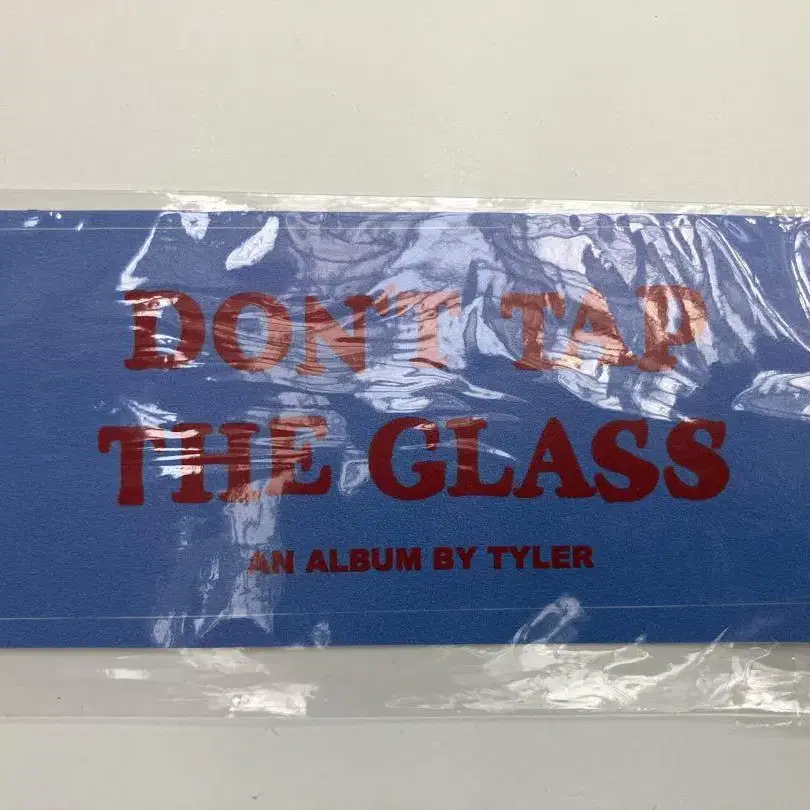 DON'T TAP
THE GLASS
AN ALBUM BY TYLER